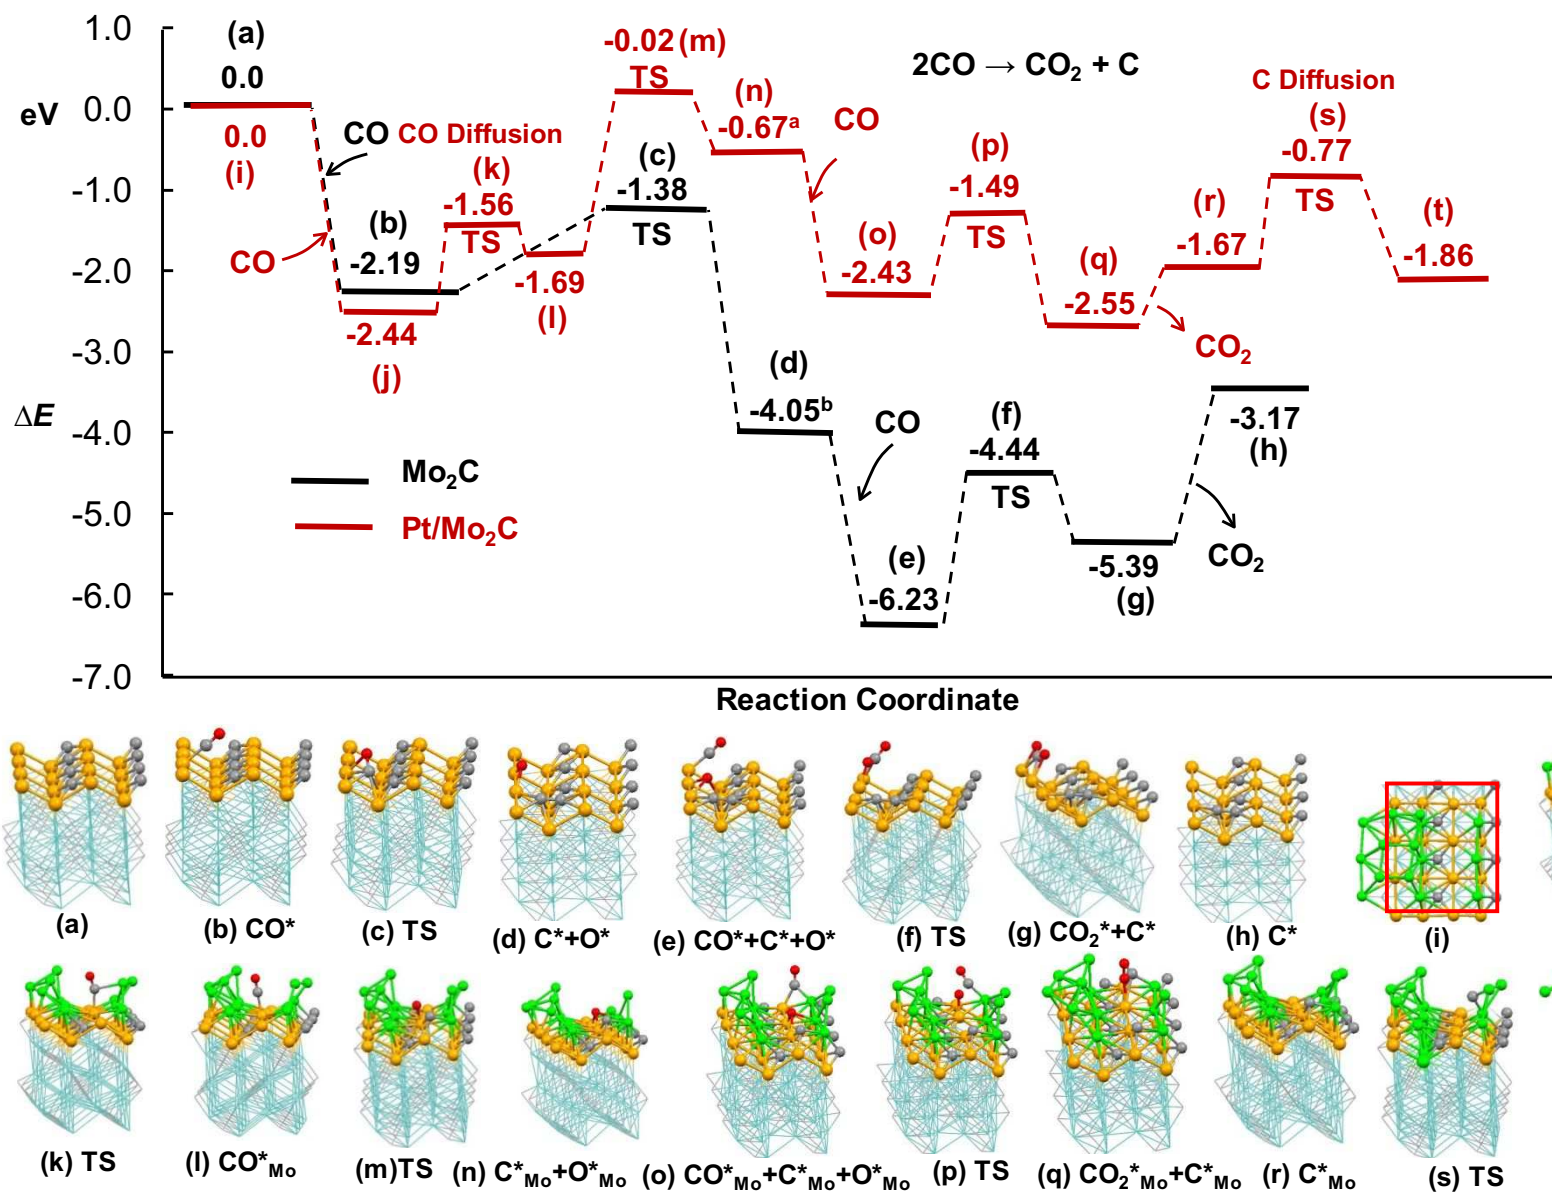 1.0
0.0
-1.0
-2.0
-3.0
-4.0
-5.0
-6.0
-7.0
eV
ΔE
(a)
0.0
0.0
(i)
CO
CO Diffusion
CO
(b)
-2.19
-2.44
(j)
(k)
-1.56
TS
-1.69
(l)
-0.02 (m)
TS
(c)
-1.38
TS
(n)
-0.67ᵃ
CO
2CO → CO₂ + C
(d)
-4.05ᵇ
CO
(o)
-2.43
(p)
-1.49
TS
(q)
-2.55
CO₂
(r)
-1.67
C Diffusion
(s)
-0.77
TS
(t)
-1.86
(e)
-6.23
(f)
-4.44
TS
-5.39
(g)
CO₂
-3.17
(h)
Mo₂C
Pt/Mo₂C
Reaction Coordinate
(a)
(b) CO*
(c) TS
(d) C*+O*
(e) CO*+C*+O*
(f) TS
(g) CO₂*+C*
(h) C*
(i)
(k) TS
(l) CO*Mo
(m)TS
(n) C*Mo+O*Mo
(o) CO*Mo+C*Mo+O*Mo
(p) TS
(q) CO₂*Mo+C*Mo
(r) C*Mo
(s) TS